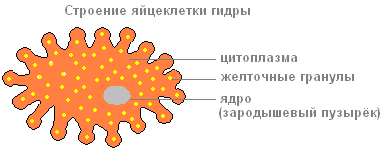 Строение яйцеклетки гидры
цитоплазма
желточные гранулы
ядро
(зародышевый пузырёк)